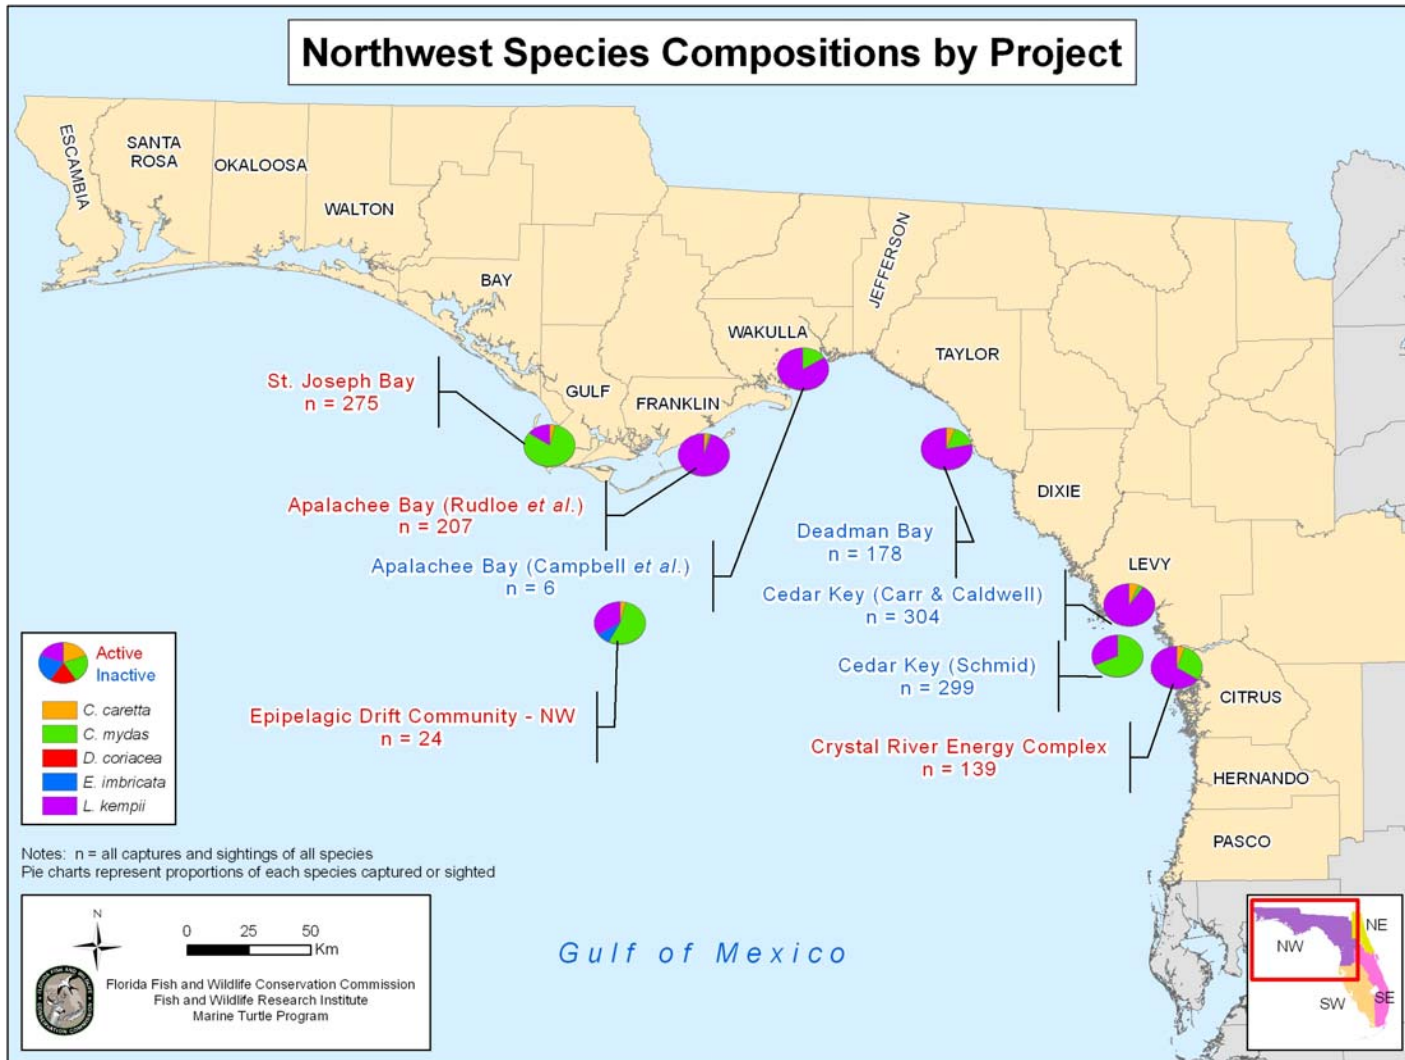 Northwest Species Compositions by Project
ESCAMBIA
SANTA
ROSA
OKALOOSA
WALTON
BAY
JEFFERSON
WAKULLA
TAYLOR
GULF
FRANKLIN
DIXIE
LEVY
CITRUS
HERNANDO
PASCO
St. Joseph Bay
n = 275
Apalachee Bay (Rudloe et al.)
n = 207
Apalachee Bay (Campbell et al.)
n = 6
Deadman Bay
n = 178
Cedar Key (Carr & Caldwell)
n = 304
Cedar Key (Schmid)
n = 299
Epipelagic Drift Community - NW
n = 24
Crystal River Energy Complex
n = 139
Active
Inactive
C. caretta
C. mydas
D. coriacea
E. imbricata
L. kempii
Notes: n = all captures and sightings of all species
Pie charts represent proportions of each species captured or sighted
N
0 25 50
Km
Florida Fish and Wildlife Conservation Commission
Fish and Wildlife Research Institute
Marine Turtle Program
Gulf of Mexico
NW
NE
SW
SE